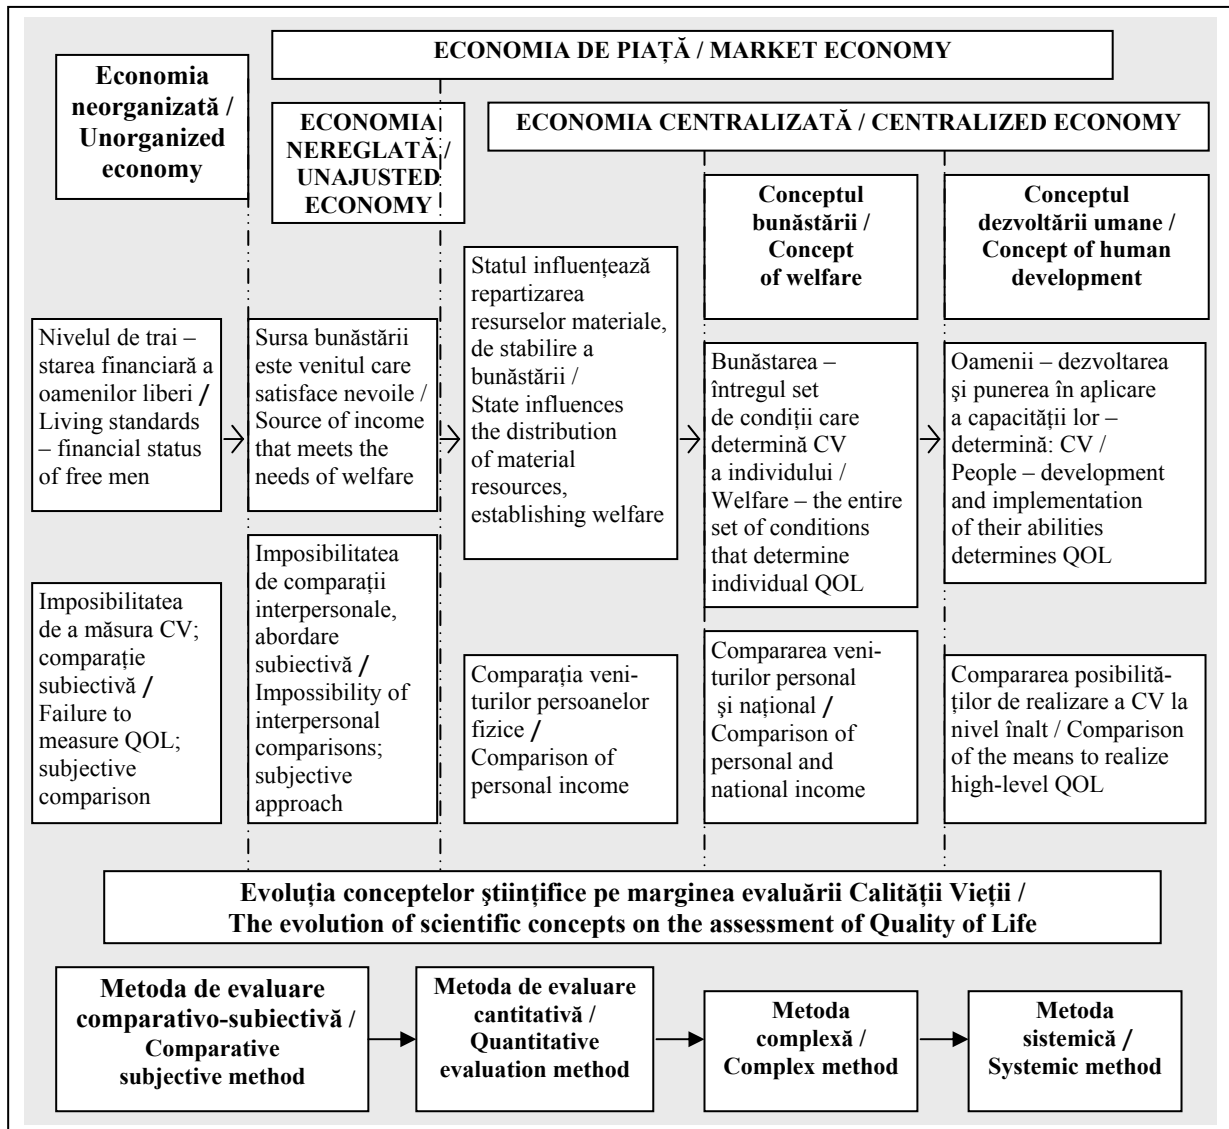 ECONOMIA DE PIAȚĂ / MARKET ECONOMY
Economia
neorganizată /
Unorganized
economy
ECONOMIA
NEREGLATĂ /
UNAJUSTED
ECONOMY
ECONOMIA CENTRALIZATĂ / CENTRALIZED ECONOMY
Conceptul
bunăstării /
Concept
of welfare
Conceptul
dezvoltării umane /
Concept of human
development
Nivelul de trai –
starea financiară a
oamenilor liberi /
Living standards
– financial status
of free men
Sursa bunăstării
este venitul care
satisface nevoile /
Source of income
that meets the
needs of welfare
Statul influențează
repartizarea
resurselor materiale,
de stabilire a
bunăstării /
State influences
the distribution
of material
resources,
establishing welfare
Bunăstarea –
întregul set
de condiții care
determină CV
a individului /
Welfare – the entire
set of conditions
that determine
individual QOL
Oamenii – dezvoltarea
şi punerea în aplicare
a capacității lor –
determină: CV /
People – development
and implementation
of their abilities
determines QOL
Imposibilitatea
de a măsura CV;
comparație
subiectivă /
Failure to
measure QOL;
subjective
comparison
Imposibilitatea
de comparații
interpersonale,
abordare
subiectivă /
Impossibility of
interpersonal
comparisons;
subjective
approach
Comparația veni-
turilor persoanelor
fizice /
Comparison of
personal income
Compararea veni-
turilor personal
şi național /
Comparison of
personal and
national income
Compararea posibilită-
ților de realizare a CV la
nivel înalt / Comparison
of the means to realize
high-level QOL
Evoluția conceptelor ştiințifice pe marginea evaluării Calității Vieții /
The evolution of scientific concepts on the assessment of Quality of Life
Metoda de evaluare
comparativo-subiectivă /
Comparative
subjective method
Metoda de evaluare
cantitativă /
Quantitative
evaluation method
Metoda
complexă /
Complex method
Metoda
sistemică /
Systemic method